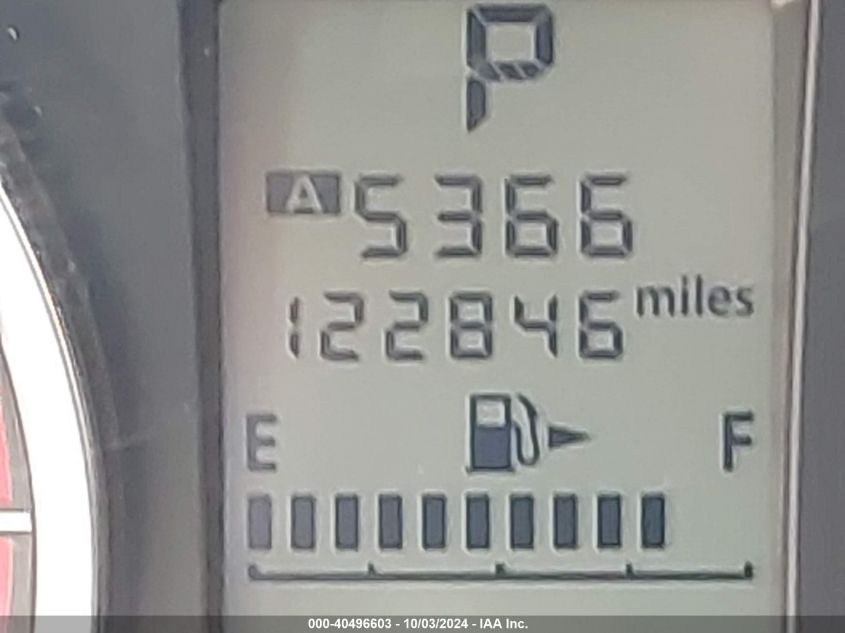 P
A 5366
122846 miles
E F
000-40496603 - 10/03/2024 - IAA Inc.